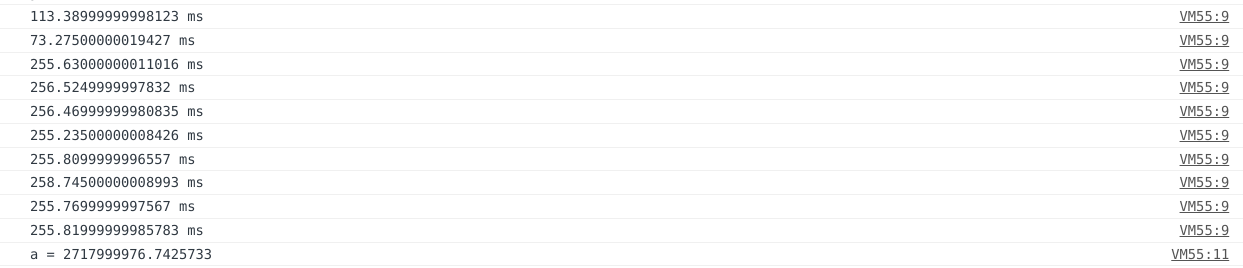 113.38999999998123 ms VM55:9
73.27500000019427 ms VM55:9
255.63000000011016 ms VM55:9
256.5249999997832 ms VM55:9
256.46999999980835 ms VM55:9
255.23500000008426 ms VM55:9
255.8099999996557 ms VM55:9
258.74500000008993 ms VM55:9
255.7699999997567 ms VM55:9
255.81999999985783 ms VM55:9
a = 2717999976.7425733 VM55:11